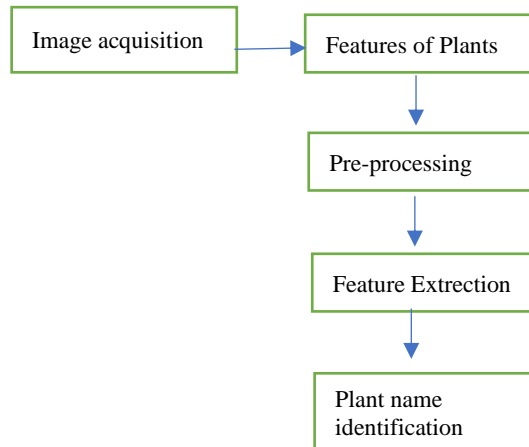 Image acquisition
Features of Plants
Pre-processing
Feature Extrection
Plant name
identification